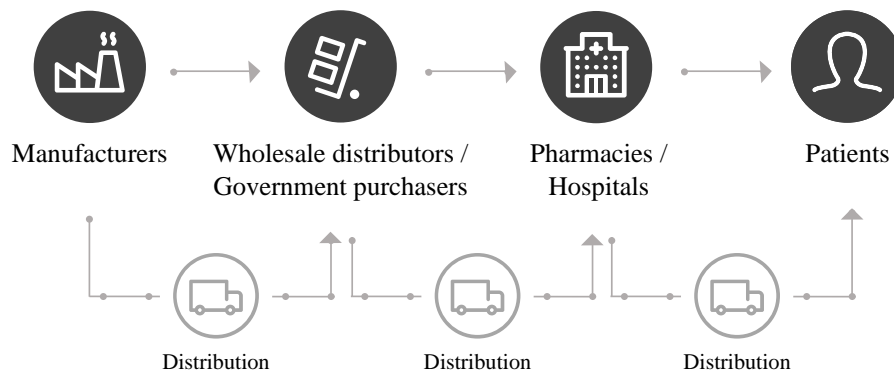 Manufacturers
Wholesale distributors /
Government purchasers
Pharmacies /
Hospitals
Patients
Distribution
Distribution
Distribution